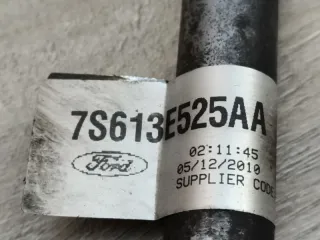 7S613E525AA
02:11:45
Ford
05/12/2010
SUPPLIER CODE